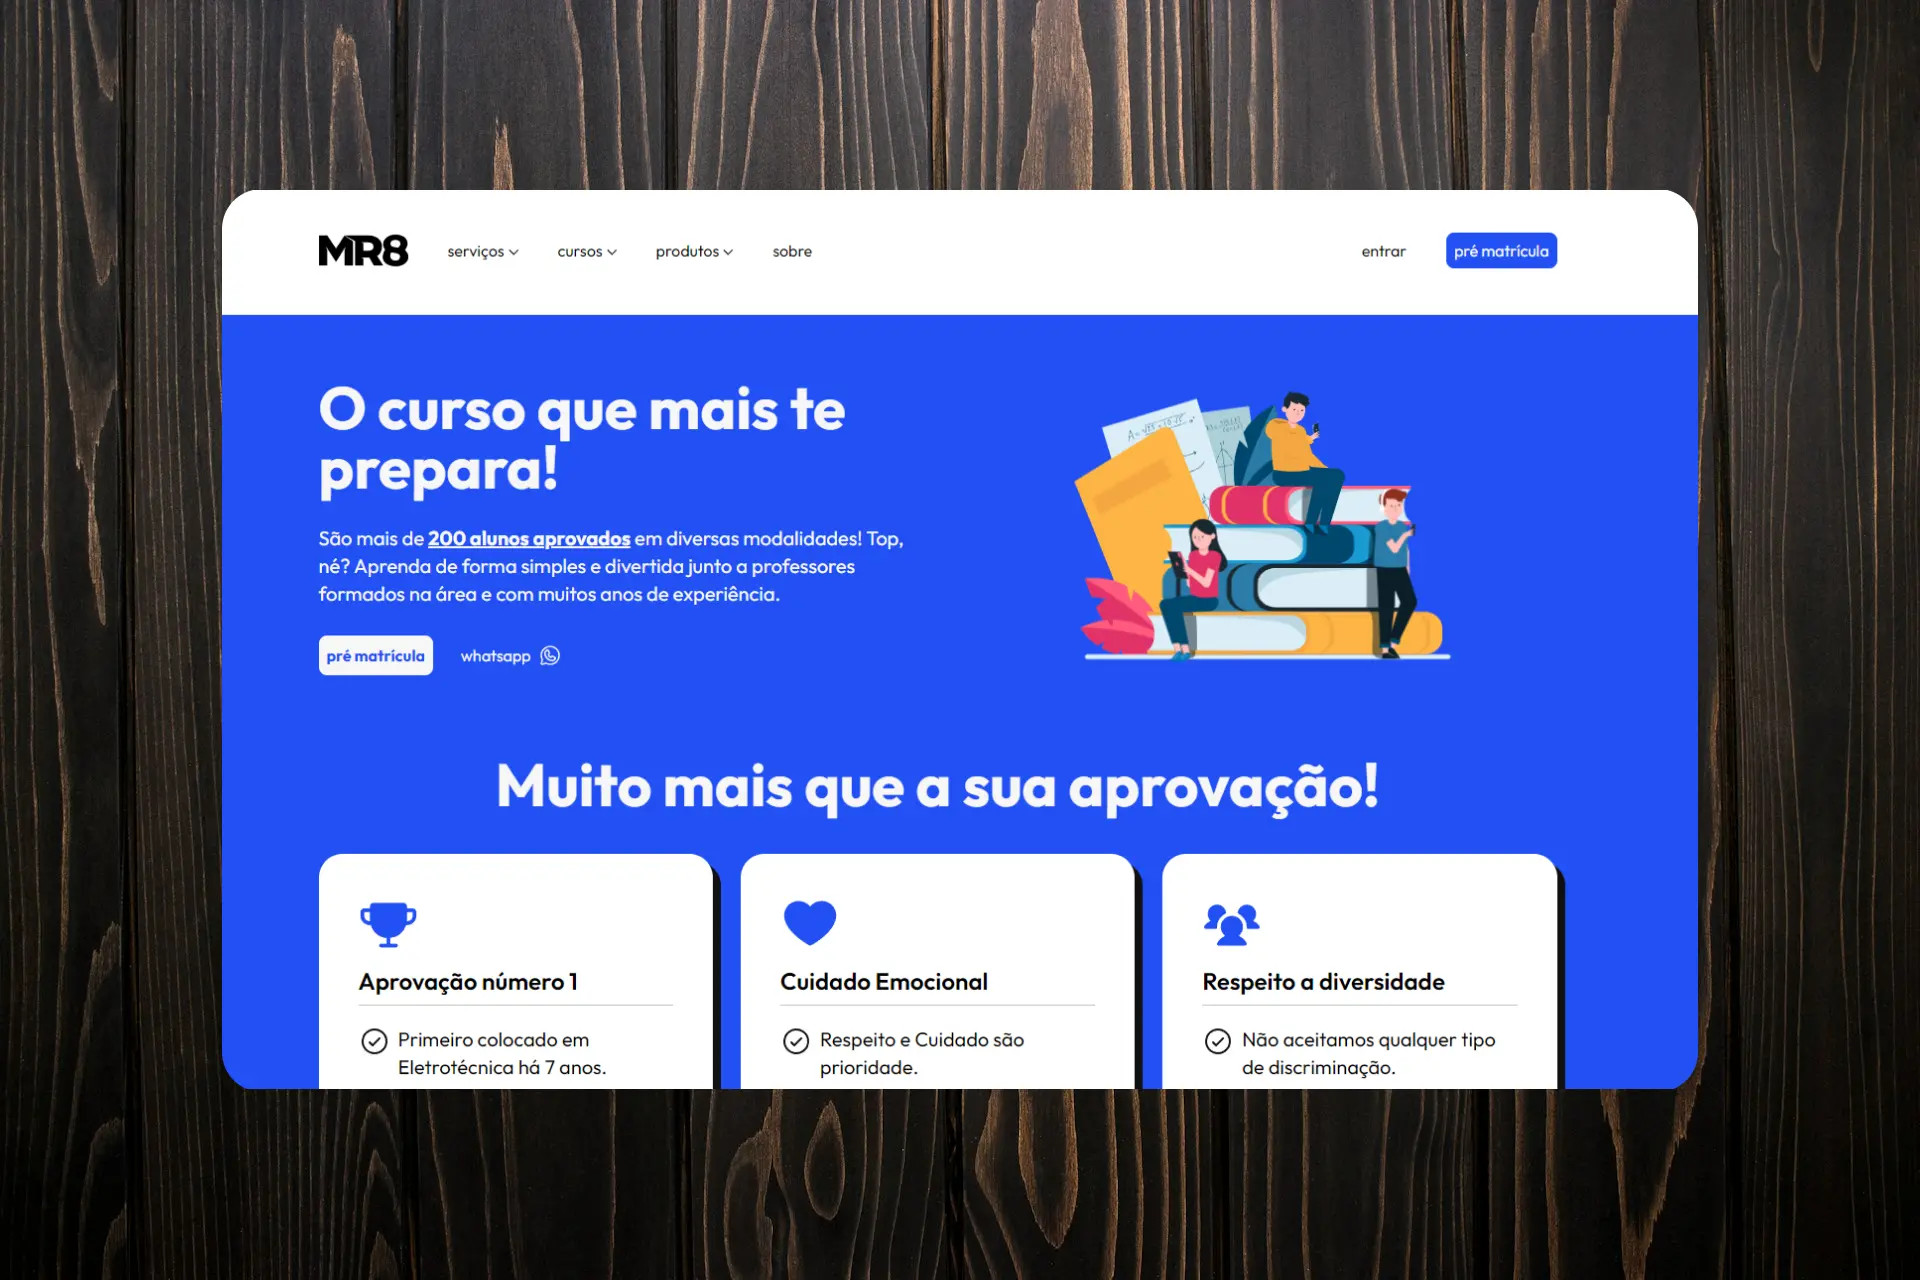 MR8
serviços
cursos
produtos
sobre
entrar
pré matrícula
O curso que mais te
prepara!
São mais de 200 alunos aprovados em diversas modalidades! Top,
né? Aprenda de forma simples e divertida junto a professores
formados na área e com muitos anos de experiência.
pré matrícula
whatsapp
Muito mais que a sua aprovação!
Aprovação número 1
Primeiro colocado em
Eletrotécnica há 7 anos.
Cuidado Emocional
Respeito e Cuidado são
prioridade.
Respeito a diversidade
Não aceitamos qualquer tipo
de discriminação.